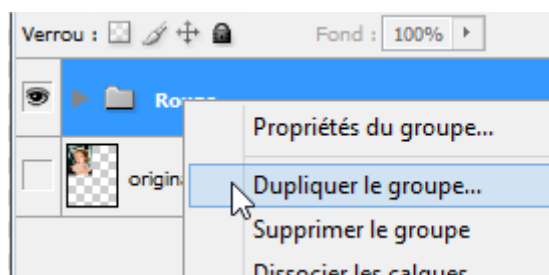 Verrou : Fond : 100%
Rouge
Propriétés du groupe...
origin
Dupliquer le groupe...
Supprimer le groupe
Dissocier les calques